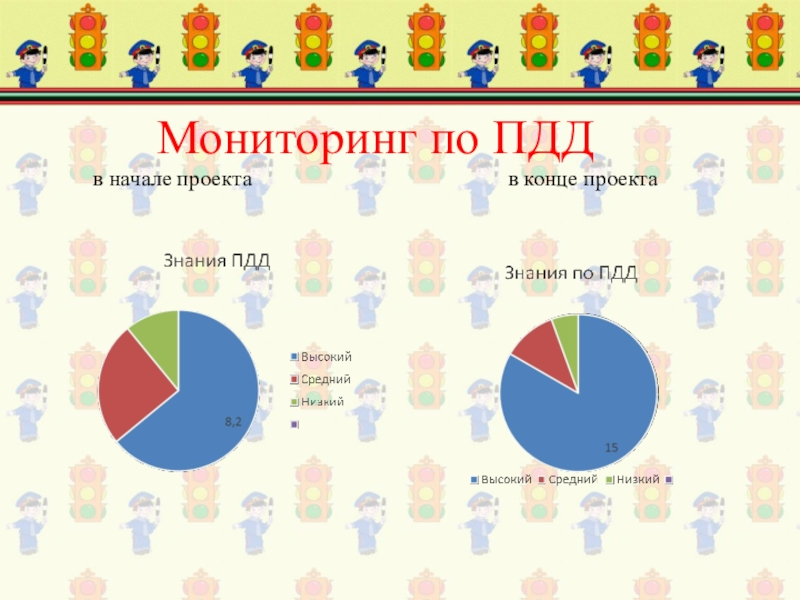 Мониторинг по ПДД
в начале проекта
в конце проекта
Знания ПДД
8,2
Высокий
Средний
Низкий
Знания по ПДД
15
Высокий Средний Низкий